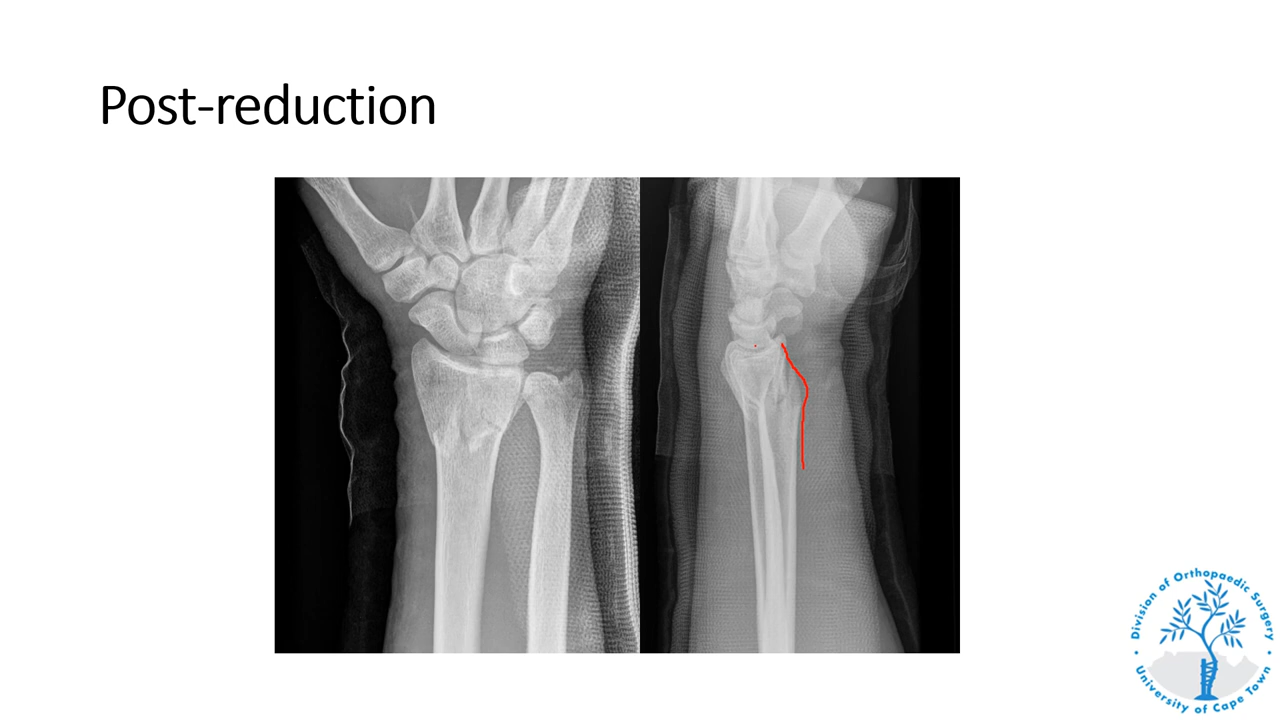 Post-reduction
Division of Orthopaedic Surgery
University of Cape Town